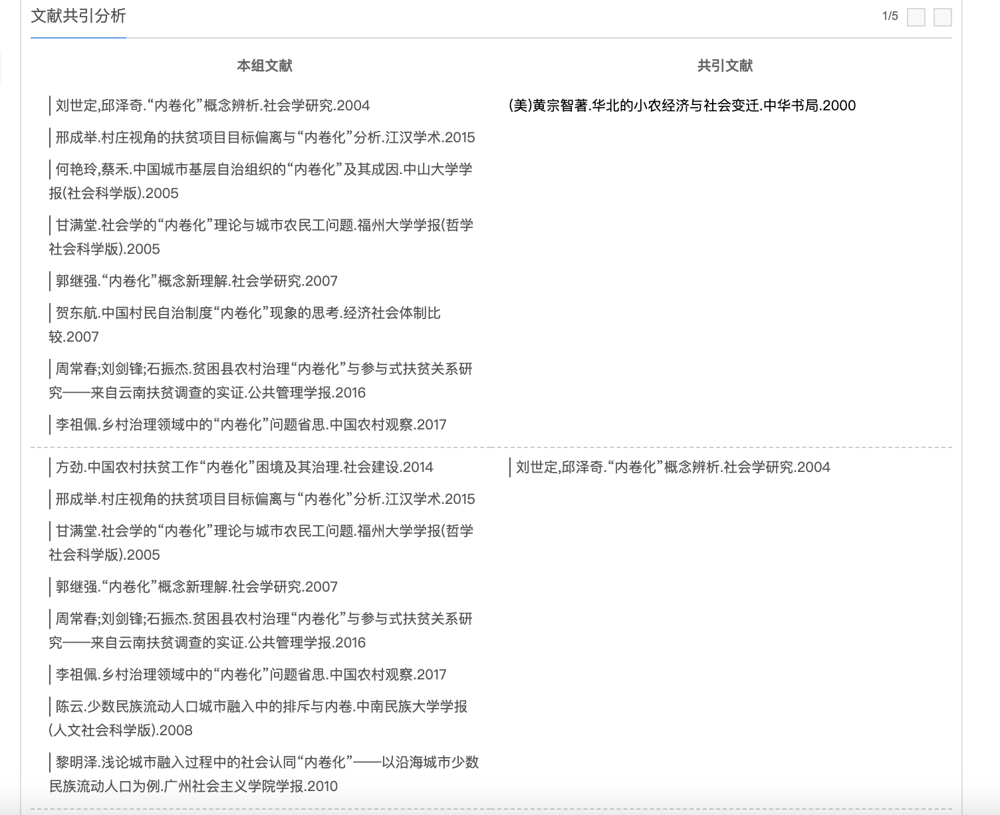 文献共引分析
1/5
本组文献
共引文献
刘世定,邱泽奇.“内卷化”概念辨析.社会学研究.2004
(美)黄宗智著.华北的小农经济与社会变迁.中华书局.2000
邢成举.村庄视角的扶贫项目目标偏离与“内卷化”分析.江汉学术.2015
何艳玲,蔡禾.中国城市基层自治组织的“内卷化”及其成因.中山大学学
报(社会科学版).2005
甘满堂.社会学的“内卷化”理论与城市农民工问题.福州大学学报(哲学
社会科学版).2005
郭继强.“内卷化”概念新理解.社会学研究.2007
贺东航.中国村民自治制度“内卷化”现象的思考.经济社会体制比
较.2007
周常春;刘剑锋;石振杰.贫困县农村治理“内卷化”与参与式扶贫关系研
究——来自云南扶贫调查的实证.公共管理学报.2016
李祖佩.乡村治理领域中的“内卷化”问题省思.中国农村观察.2017
方劲.中国农村扶贫工作“内卷化”困境及其治理.社会建设.2014
刘世定,邱泽奇.“内卷化”概念辨析.社会学研究.2004
邢成举.村庄视角的扶贫项目目标偏离与“内卷化”分析.江汉学术.2015
甘满堂.社会学的“内卷化”理论与城市农民工问题.福州大学学报(哲学
社会科学版).2005
郭继强.“内卷化”概念新理解.社会学研究.2007
周常春;刘剑锋;石振杰.贫困县农村治理“内卷化”与参与式扶贫关系研
究——来自云南扶贫调查的实证.公共管理学报.2016
李祖佩.乡村治理领域中的“内卷化”问题省思.中国农村观察.2017
陈云.少数民族流动人口城市融入中的排斥与内卷.中南民族大学学报
(人文社会科学版).2008
黎明泽.浅论城市融入过程中的社会认同“内卷化”——以沿海城市少数
民族流动人口为例.广州社会主义学院学报.2010